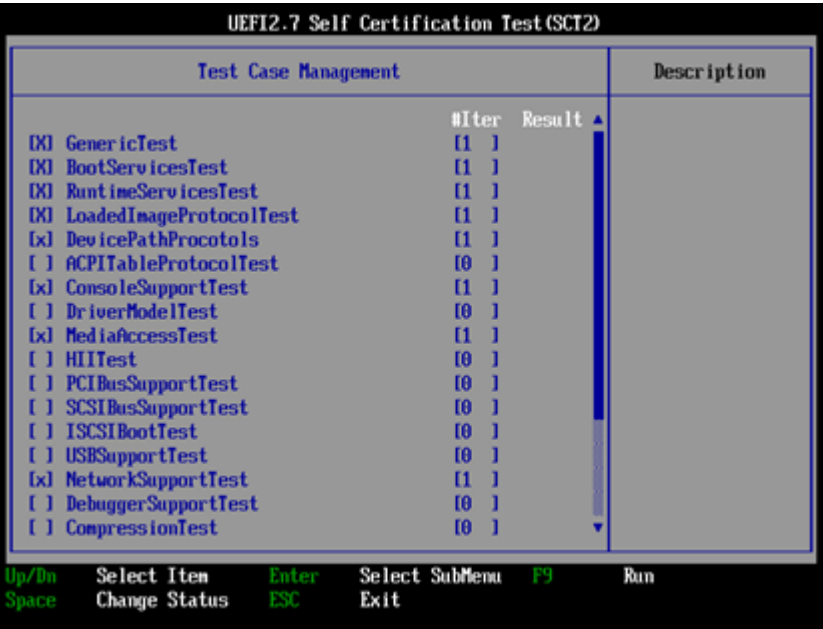 UEFI2.7 Self Certification Test(SCT2)
Test Case Management Description
#Iter Result ▲
[X] GenericTest [1 ]
[X] BootServicesTest [1 ]
[X] RuntimeServicesTest [1 ]
[X] LoadedImageProtocolTest [1 ]
[x] DevicePathProcotols [1 ]
[ ] ACPITableProtocolTest [0 ]
[x] ConsoleSupportTest [1 ]
[ ] DriverModelTest [0 ]
[x] MediaAccessTest [1 ]
[ ] HIITest [0 ]
[ ] PCIBusSupportTest [0 ]
[ ] SCSIBusSupportTest [0 ]
[ ] ISCSIBootTest [0 ]
[ ] USBSupportTest [0 ]
[x] NetworkSupportTest [1 ]
[ ] DebuggerSupportTest [0 ]
[ ] CompressionTest [0 ] ▼
Up/Dn Select Item Enter Select SubMenu F9 Run
Space Change Status ESC Exit